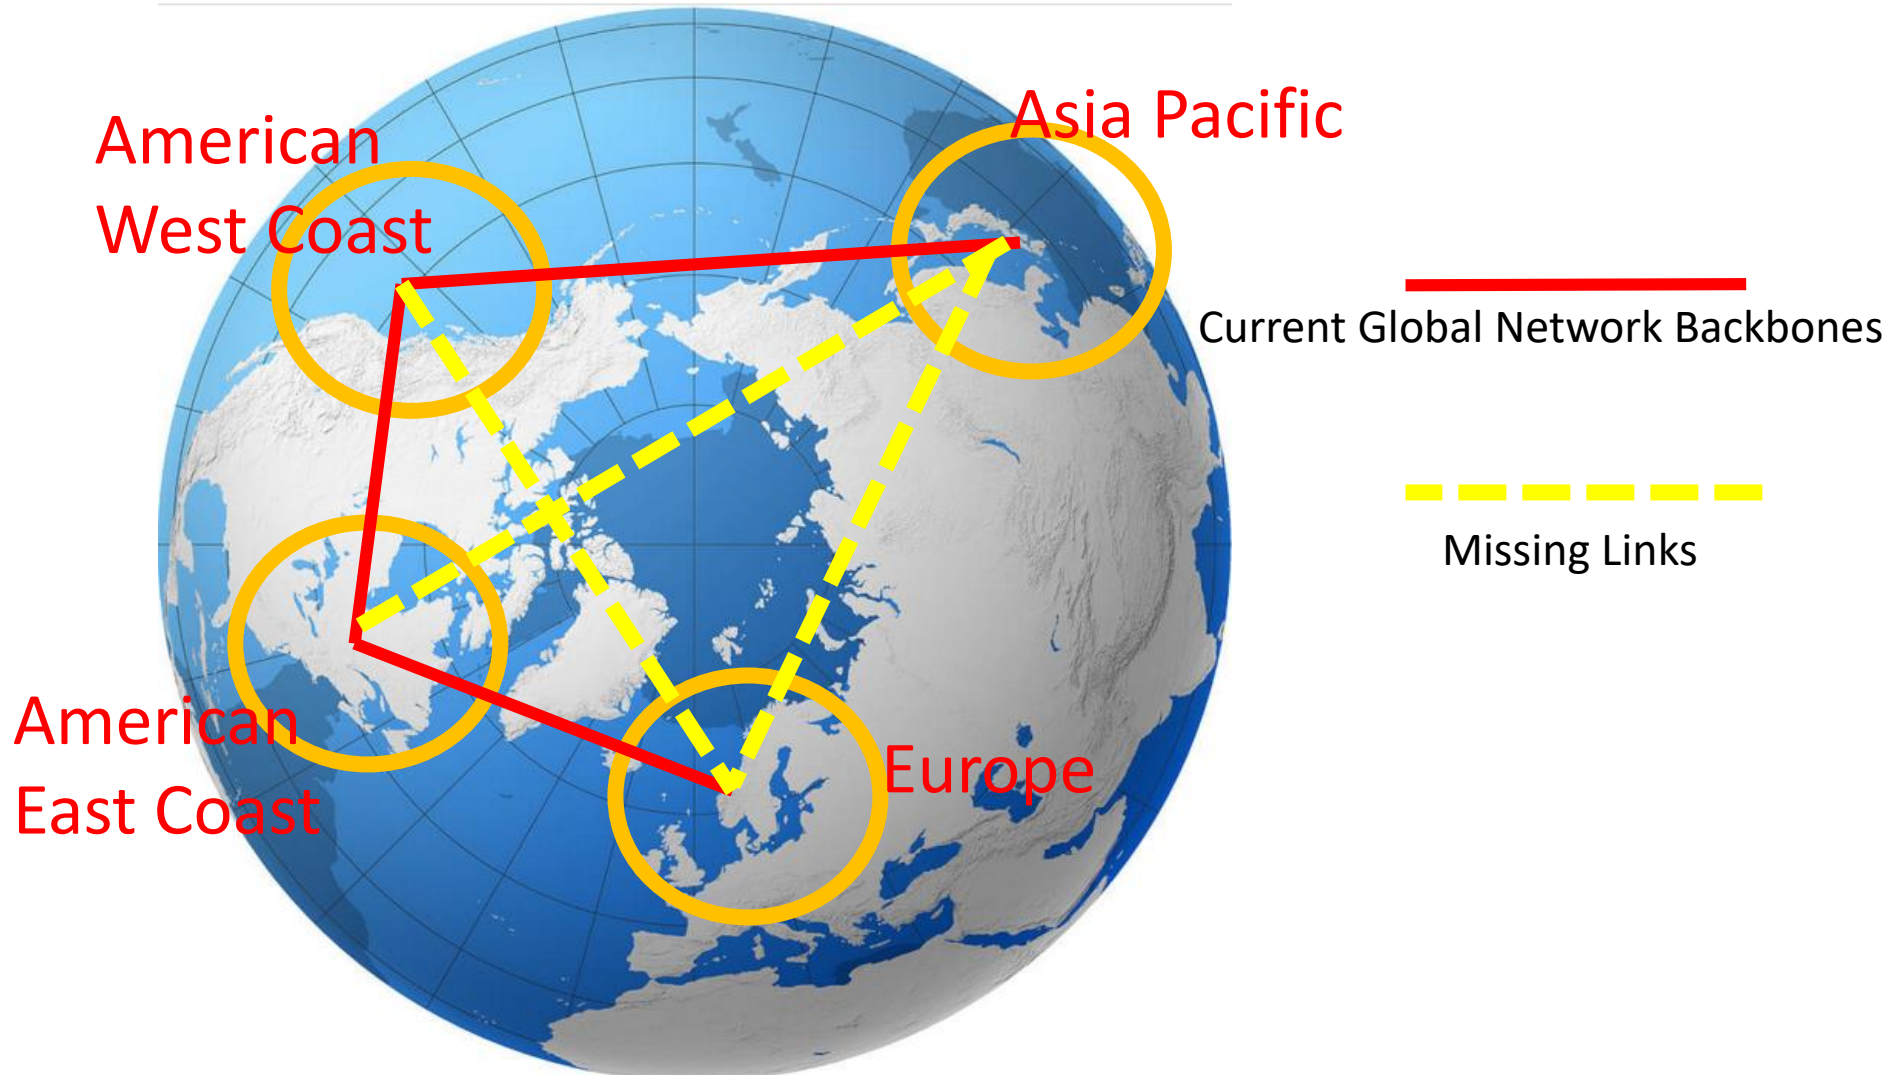 American
West Coast
Asia Pacific
Current Global Network Backbones
Missing Links
American
East Coast
Europe